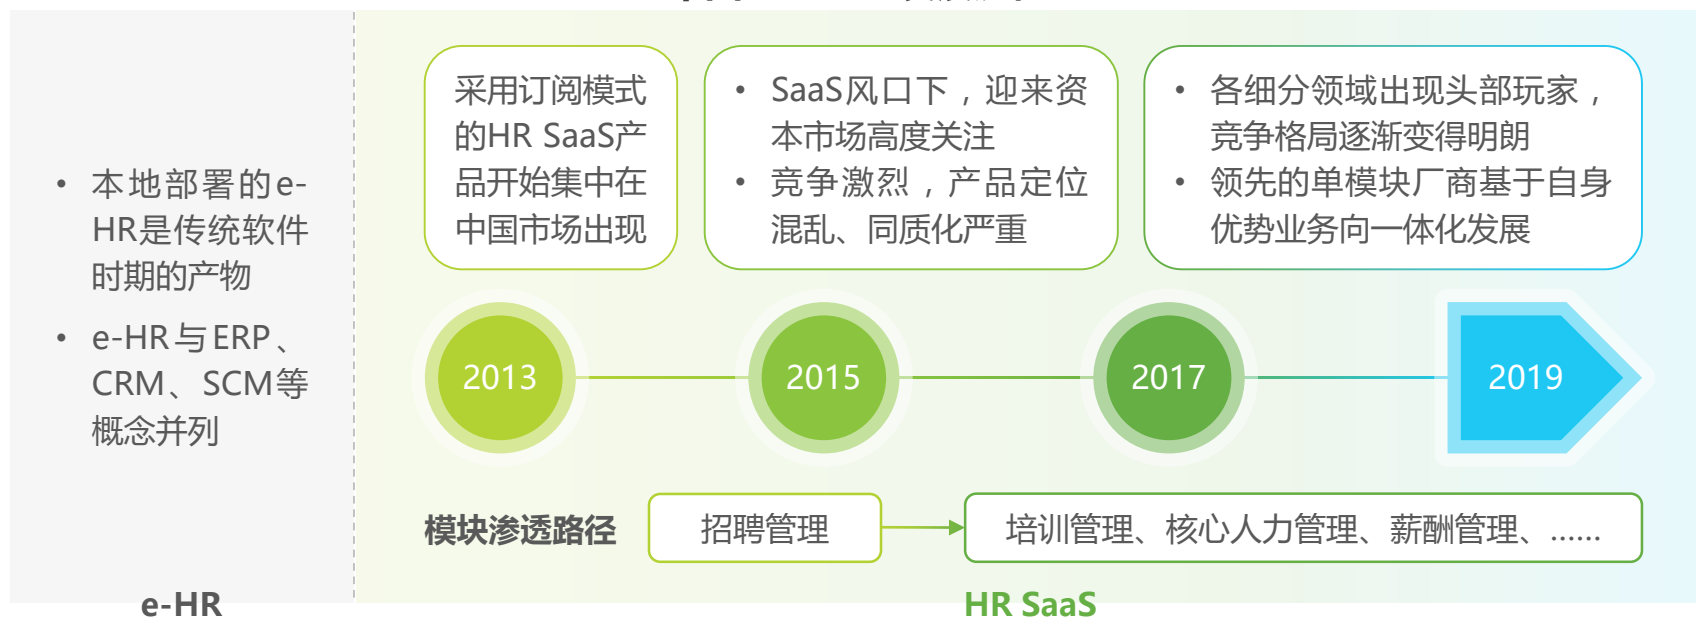 本地部署的e-
HR是传统软件
时期的产物
e-HR与ERP、
CRM、SCM等
概念并列
e-HR
采用订阅模式
的HR SaaS产
品开始集中在
中国市场出现
• SaaS风口下，迎来资
本市场高度关注
• 竞争激烈，产品定位
混乱、同质化严重
• 各细分领域出现头部玩家，
竞争格局逐渐变得明朗
• 领先的单模块厂商基于自身
优势业务向一体化发展
2013
2015
2017
2019
模块渗透路径
招聘管理
培训管理、核心人力管理、薪酬管理、……
HR SaaS